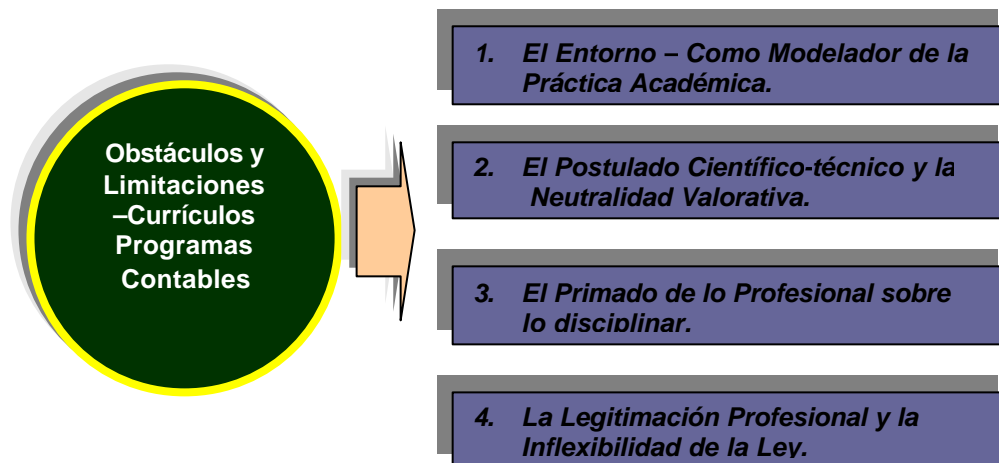 Obstáculos y
Limitaciones
–Currículos
Programas
Contables
1. El Entorno – Como Modelador de la
Práctica Académica.
2. El Postulado Científico-técnico y la
Neutralidad Valorativa.
3. El Primado de lo Profesional sobre
lo disciplinar.
4. La Legitimación Profesional y la
Inflexibilidad de la Ley.